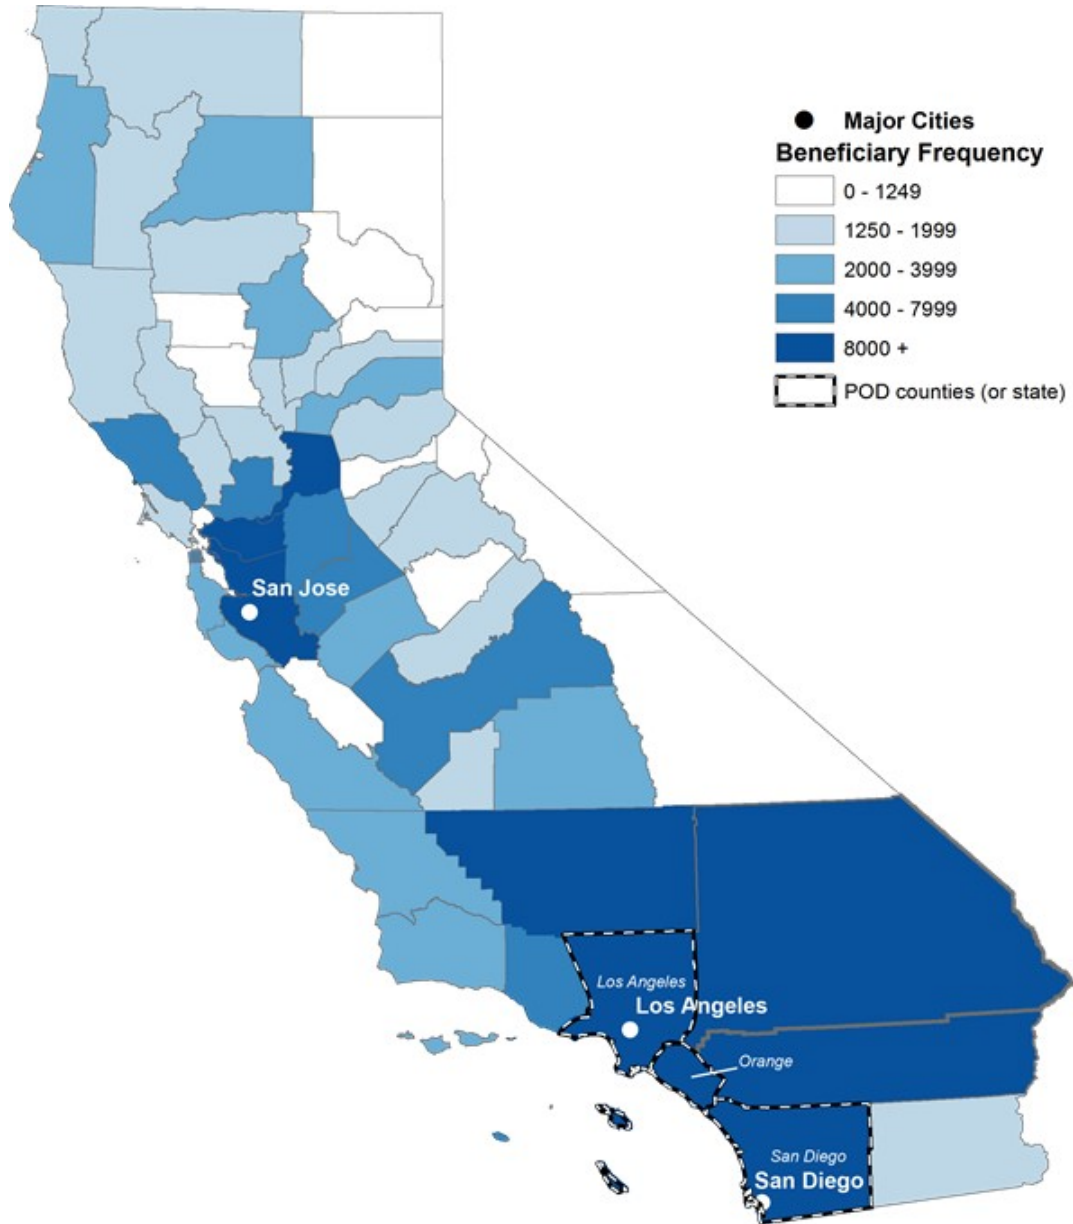 Major Cities
Beneficiary Frequency
0 - 1249
1250 - 1999
2000 - 3999
4000 - 7999
8000 +
POD counties (or state)
San Jose
Los Angeles
Los Angeles
Orange
San Diego
San Diego